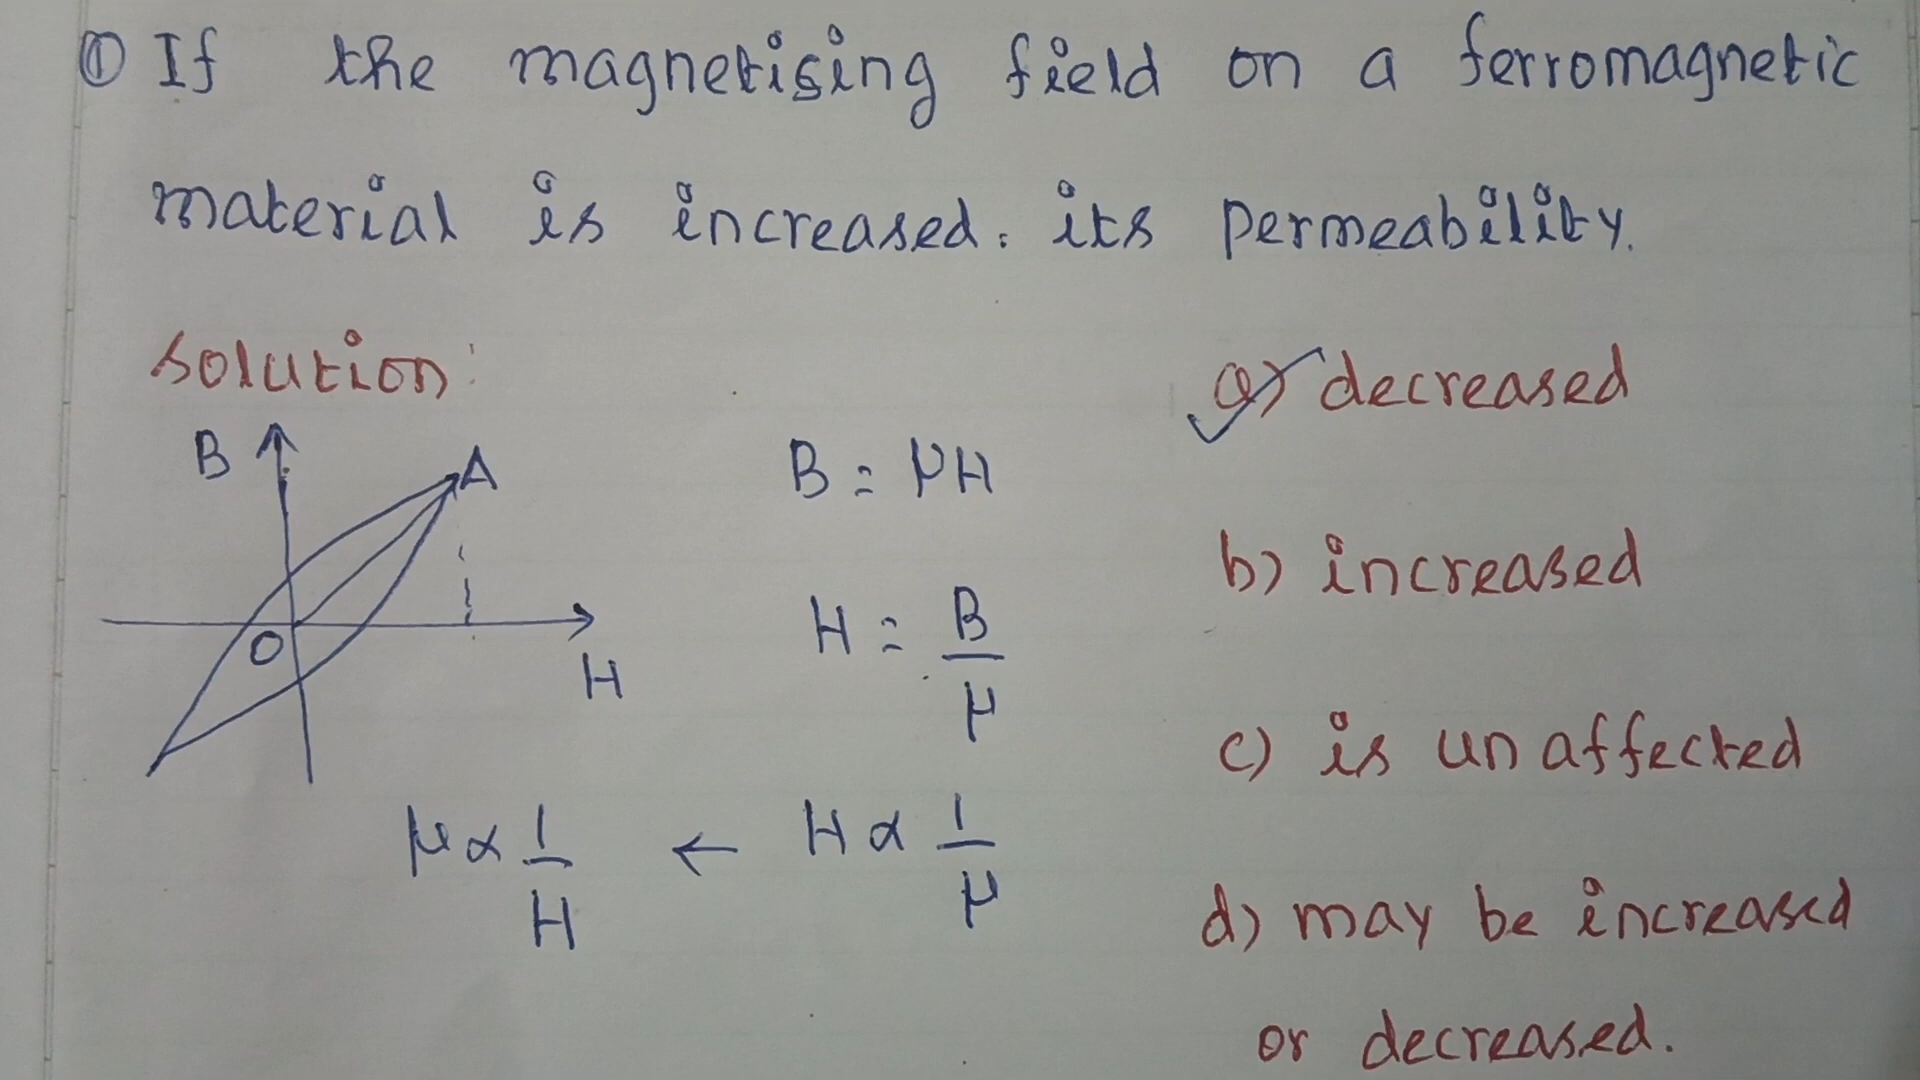 ① If the magnetising field on a ferromagnetic
material is increased. its permeability.
solution:
a) decreased
B
A
B = μH
b) increased
H = B/μ
O
H
c) is unaffected
μ ∝ 1/H ← H ∝ 1/μ
d) may be increased
or decreased.